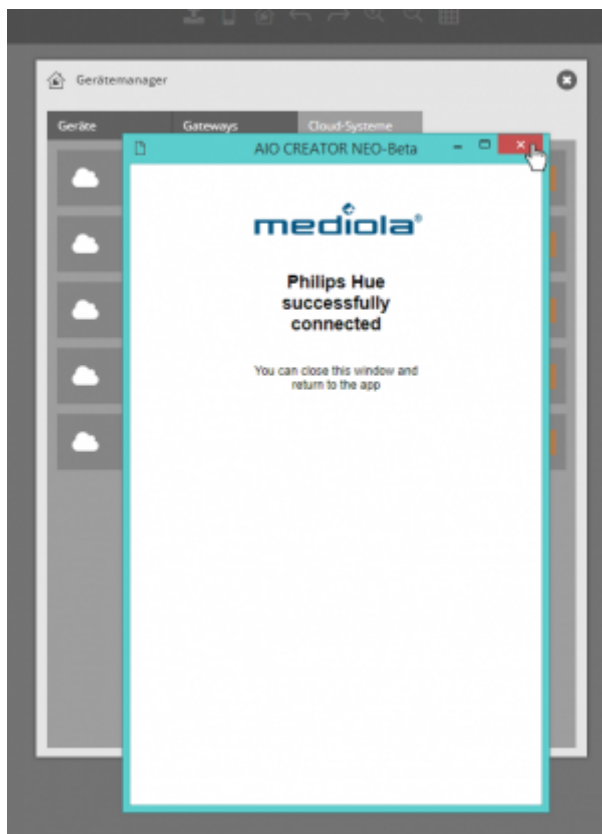 Gerätemanager
Geräte Gateways Cloud-Systeme
AIO CREATOR NEO-Beta
mediola®
Philips Hue
successfully
connected
You can close this window and
return to the app